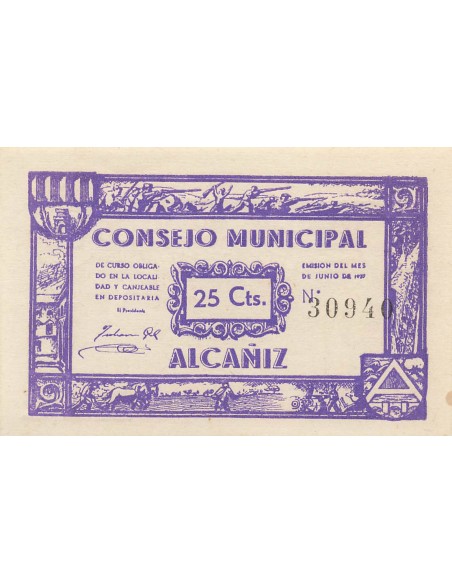 CONSEJO MUNICIPAL
DE CURSO OBLIGA-
DO EN LA LOCALI-
DAD Y CANJEABLE
EN DEPOSITARIA
El Presidente
25 Cts.
EMISION DEL MES
DE JUNIO DE 1937
N.º
30940
ALCAÑIZ